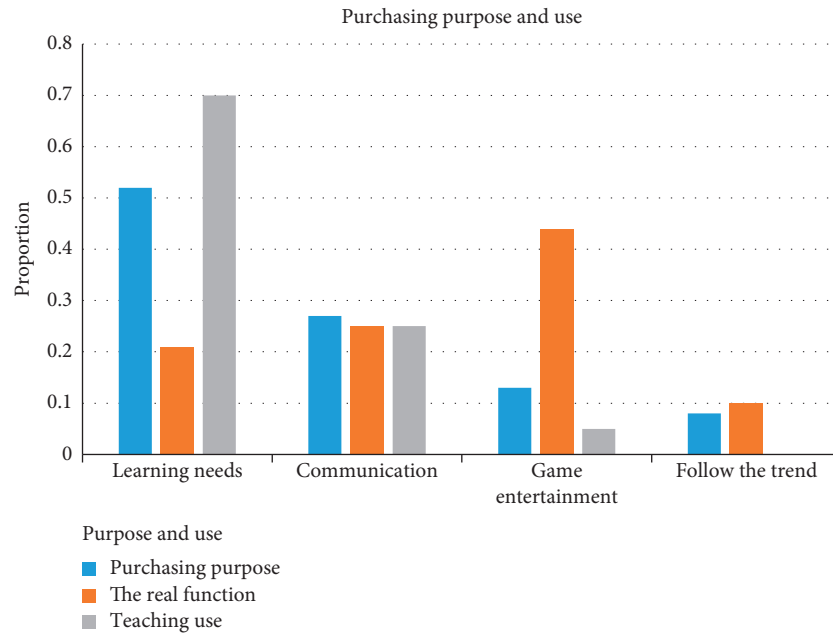 Purchasing purpose and use
0.8
0.7
0.6
0.5
0.4
0.3
0.2
0.1
0
Proportion
Learning needs
Communication
Game
entertainment
Follow the trend
Purpose and use
Purchasing purpose
The real function
Teaching use